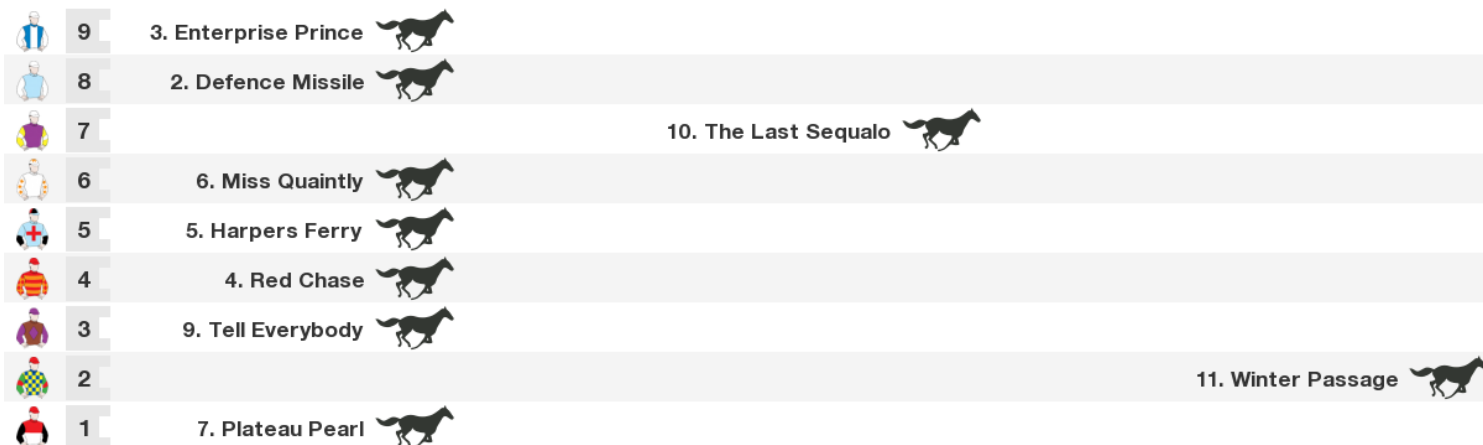 9 3. Enterprise Prince
8 2. Defence Missile
7 10. The Last Sequalo
6 6. Miss Quaintly
5 5. Harpers Ferry
4 4. Red Chase
3 9. Tell Everybody
2 11. Winter Passage
1 7. Plateau Pearl